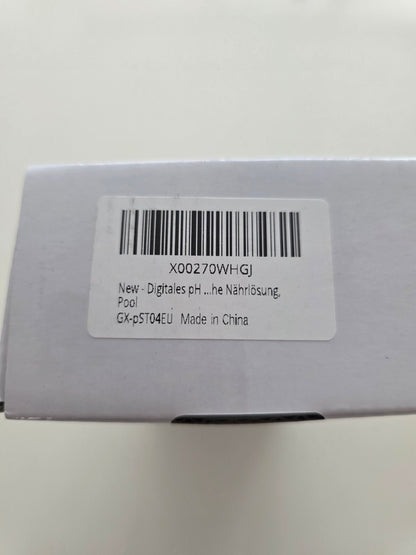 X00270WHGJ
New - Digitales pH ...he Nährlösung,
Pool
GX-pST04EU Made in China